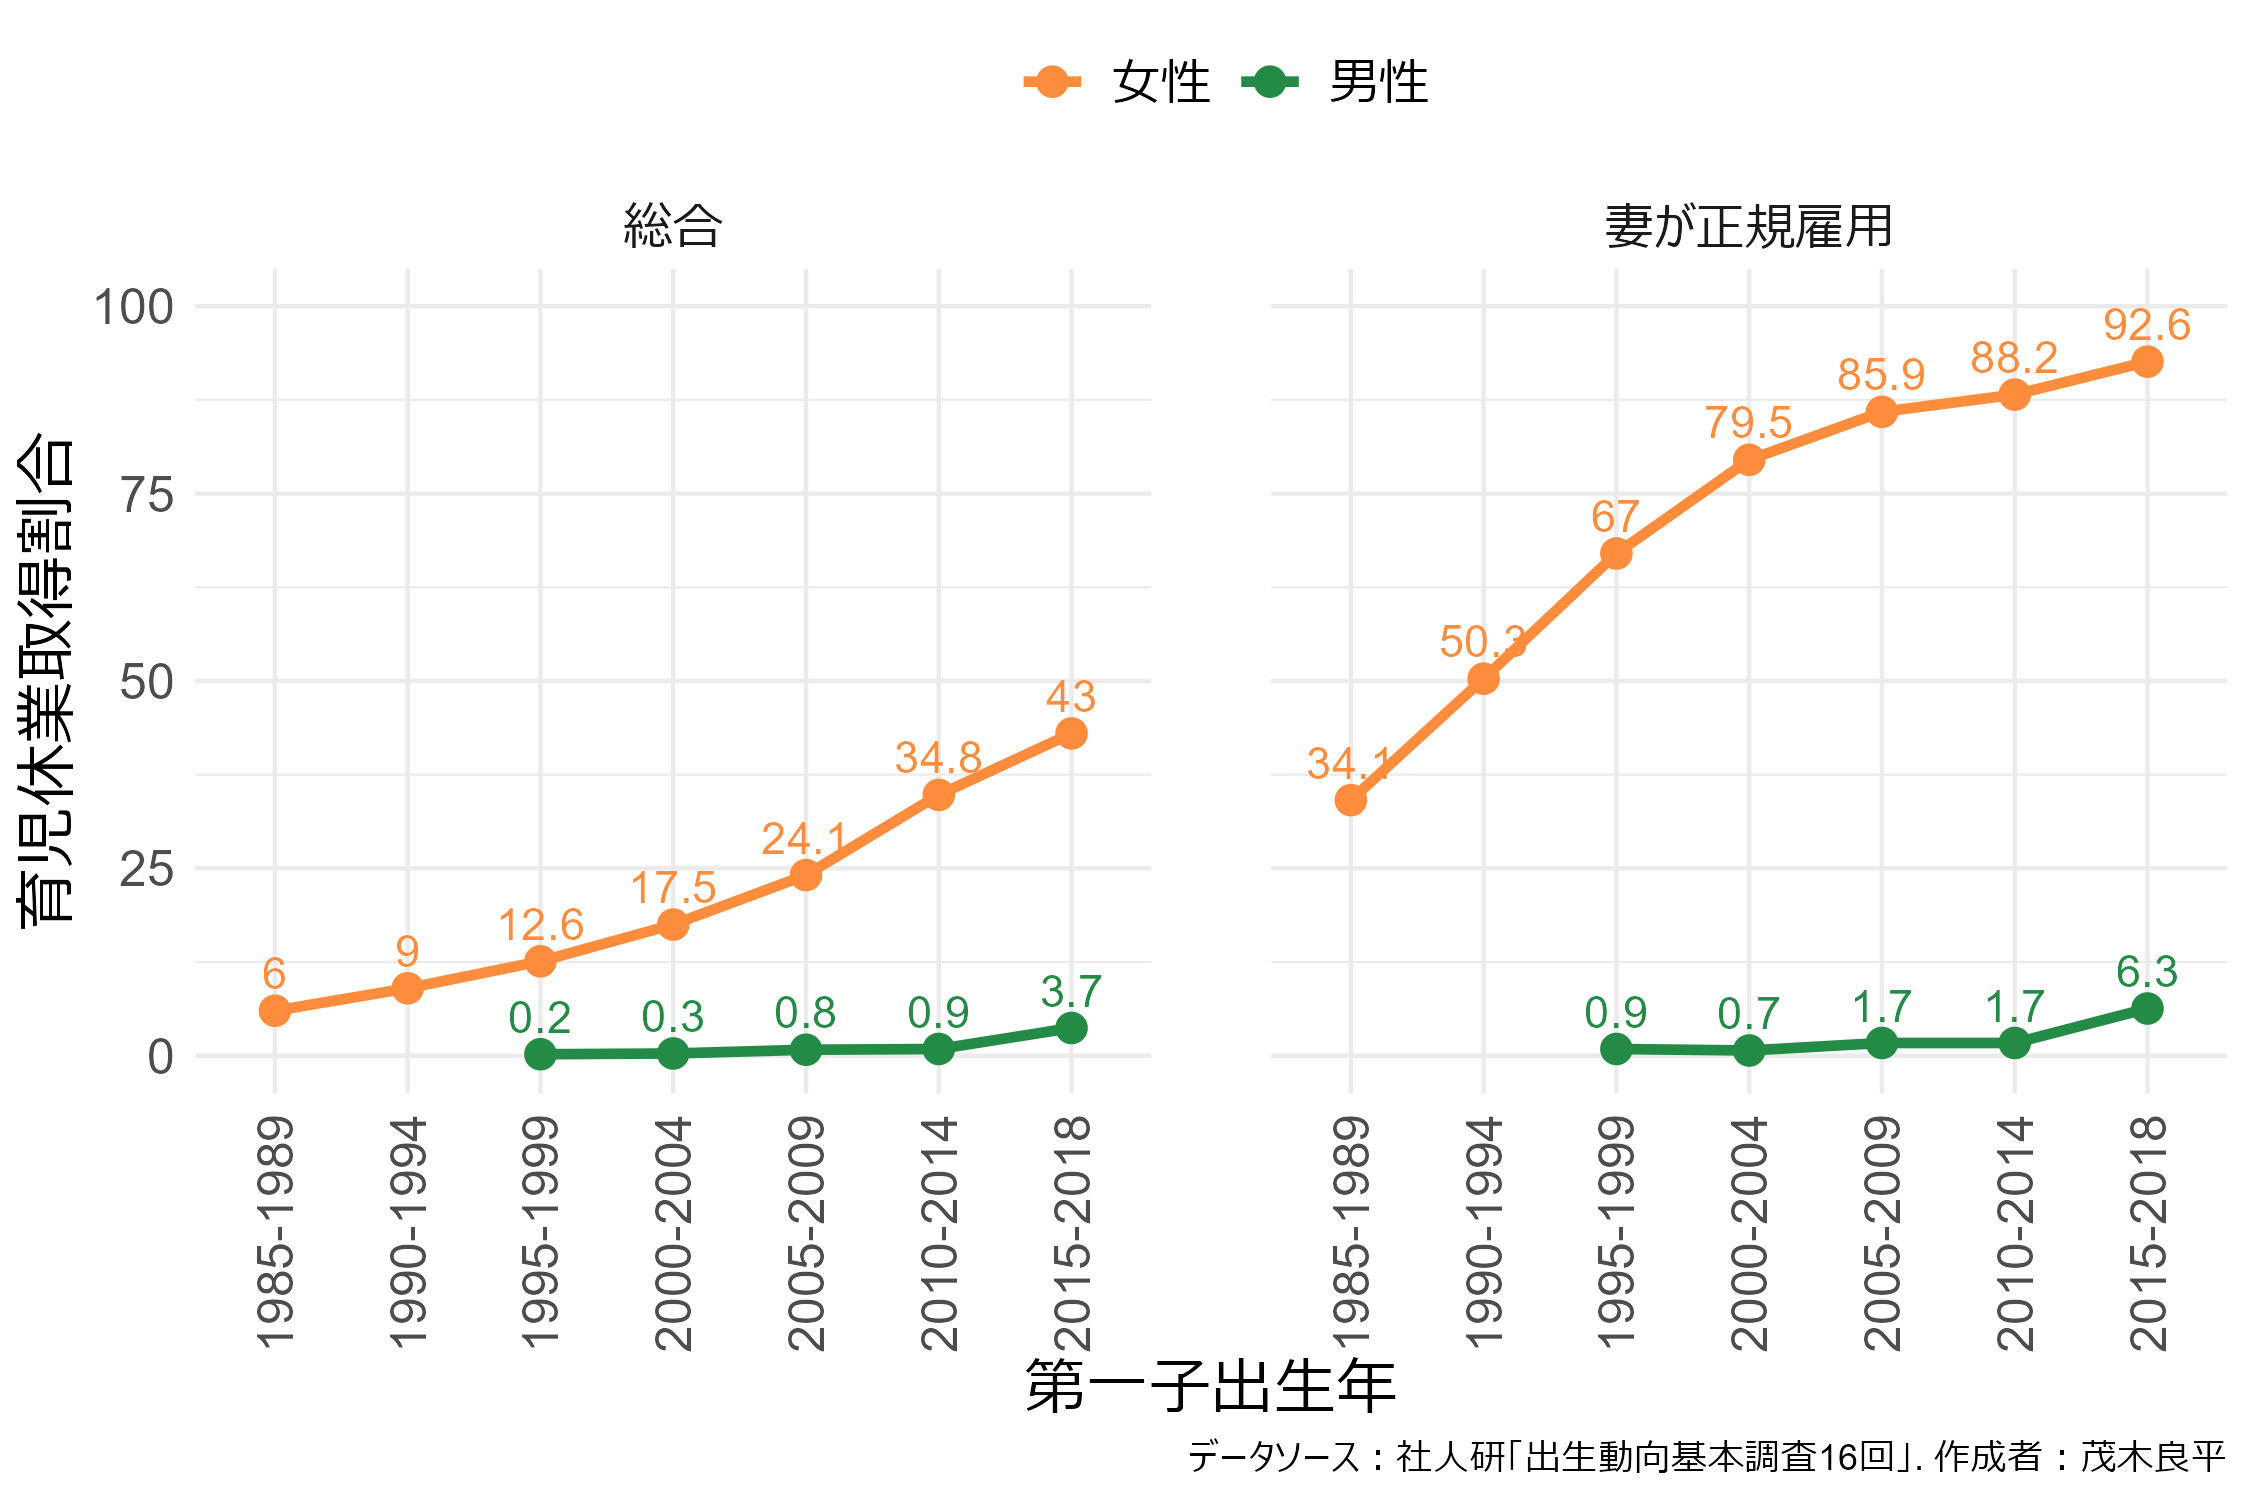 女性 男性
総合
妻が正規雇用
育児休業取得割合
100
75
50
25
0
6 9 12.6 17.5 24.1 34.8 43
0.2 0.3 0.8 0.9 3.7
34.1 50.3 67 79.5 85.9 88.2 92.6
0.9 0.7 1.7 1.7 6.3
1985-1989 1990-1994 1995-1999 2000-2004 2005-2009 2010-2014 2015-2018
1985-1989 1990-1994 1995-1999 2000-2004 2005-2009 2010-2014 2015-2018
第一子出生年
データソース：社人研「出生動向基本調査16回」. 作成者：茂木良平